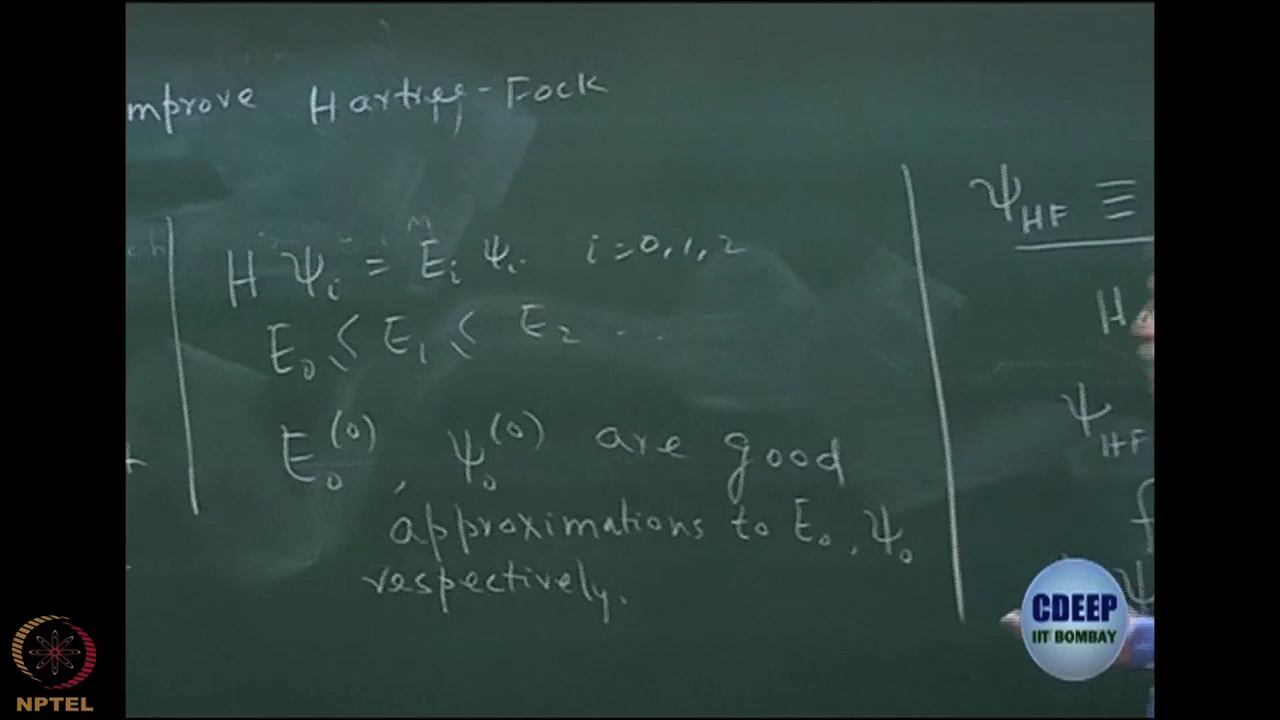 mprove Hartree-Fock
H ψi = Ei ψi i=0,1,2
E0 ≤ E1 ≤ E2 ...
E0^(0), ψ0^(0) are good
approximations to E0, ψ0
respectively.
ψHF ≡
H
ψHF
ψ
CDEEP
IIT BOMBAY
NPTEL